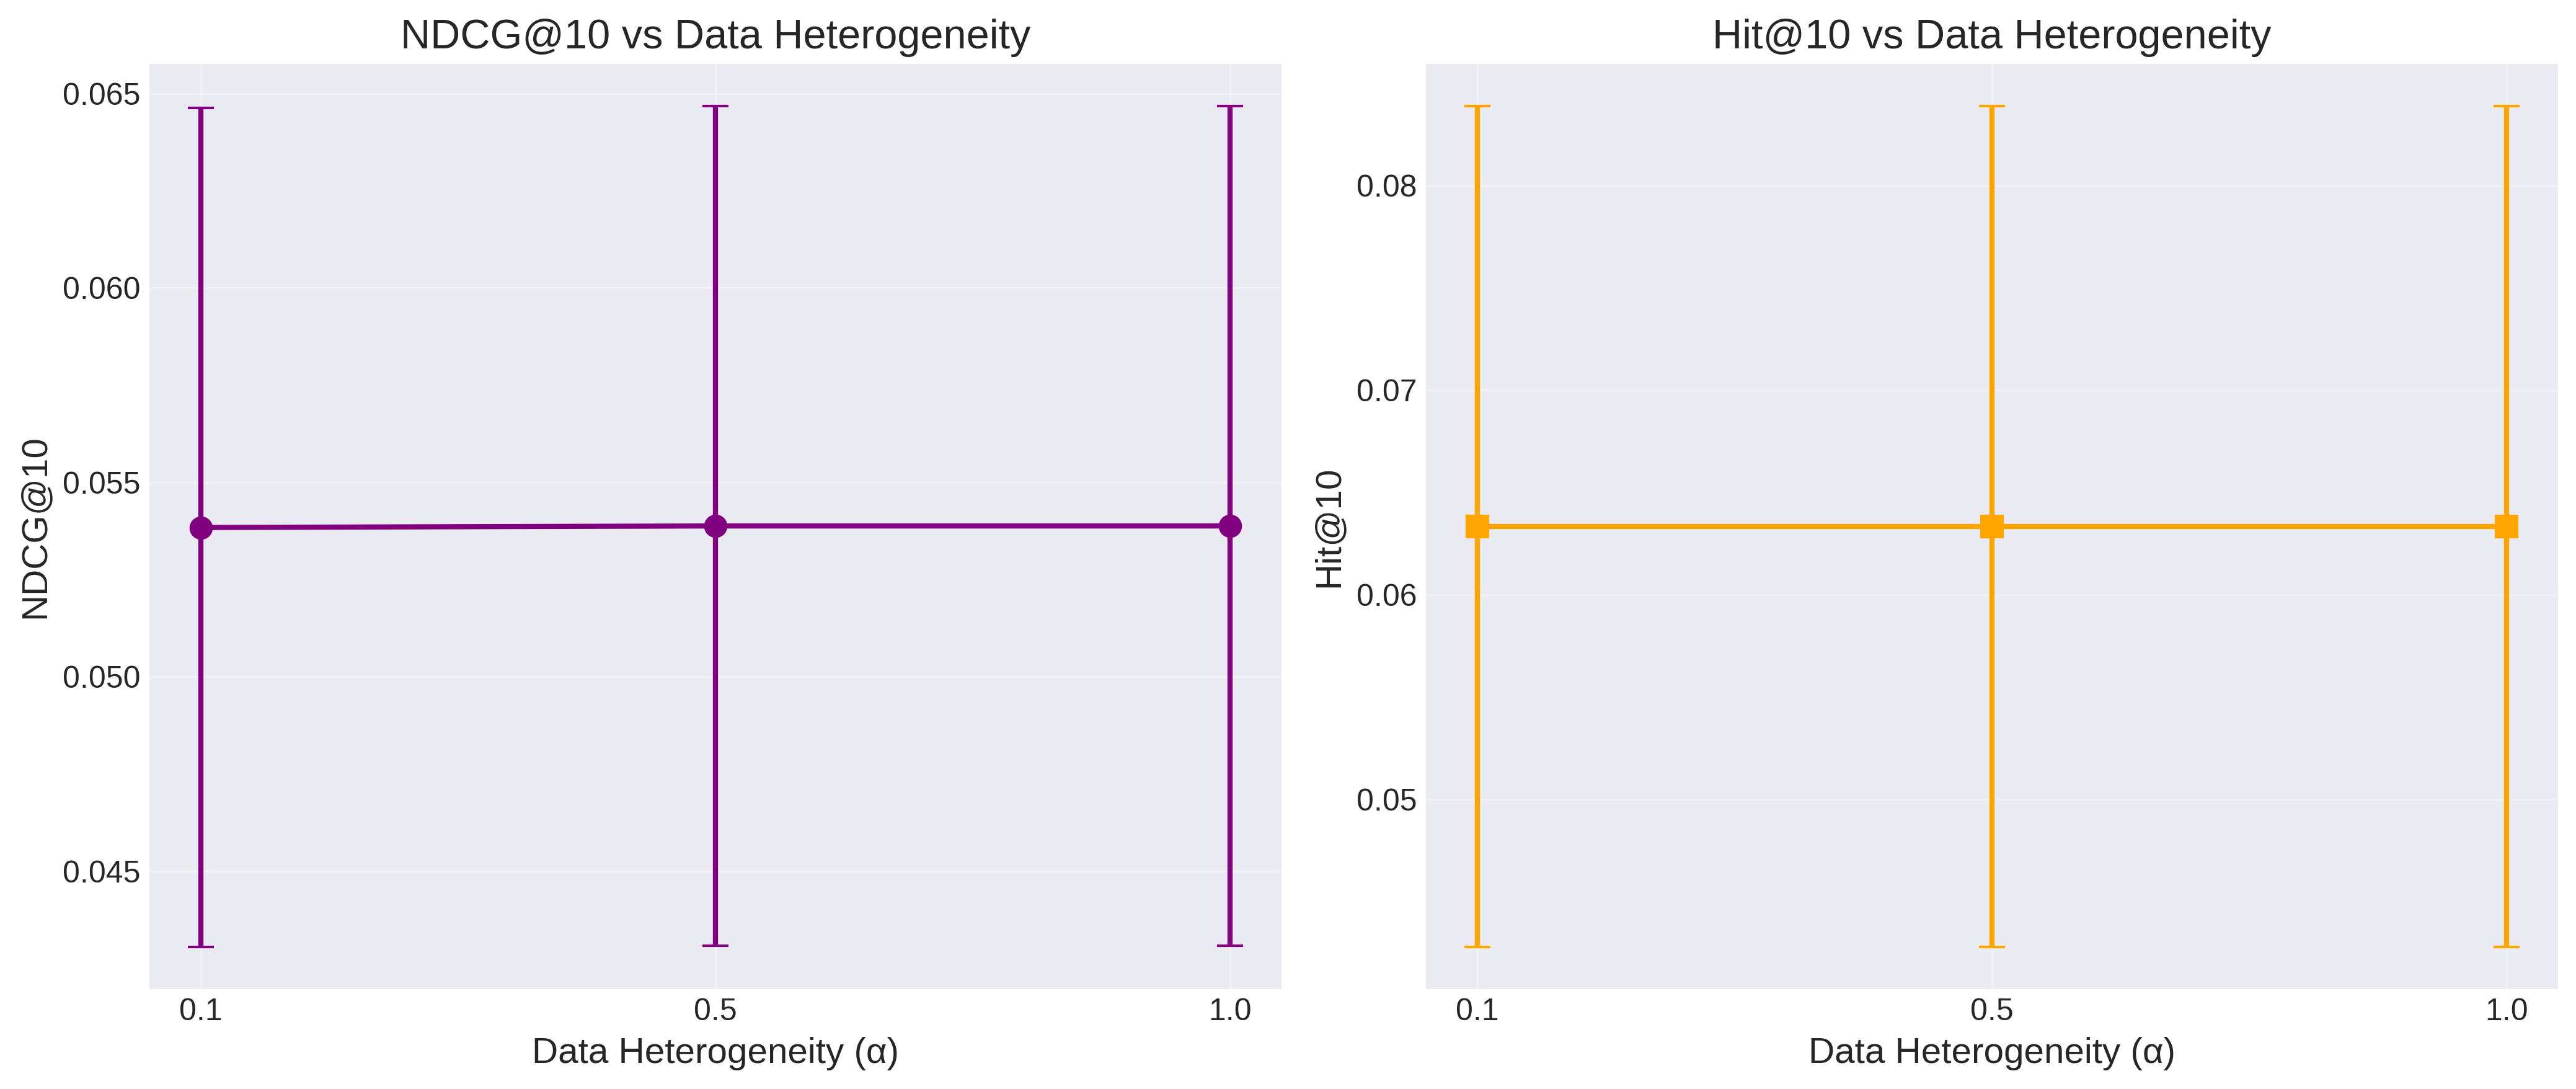 NDCG@10 vs Data Heterogeneity
0.065
0.060
0.055
0.050
0.045
NDCG@10
0.1
0.5
1.0
Data Heterogeneity (α)
Hit@10 vs Data Heterogeneity
0.08
0.07
0.06
0.05
Hit@10
0.1
0.5
1.0
Data Heterogeneity (α)